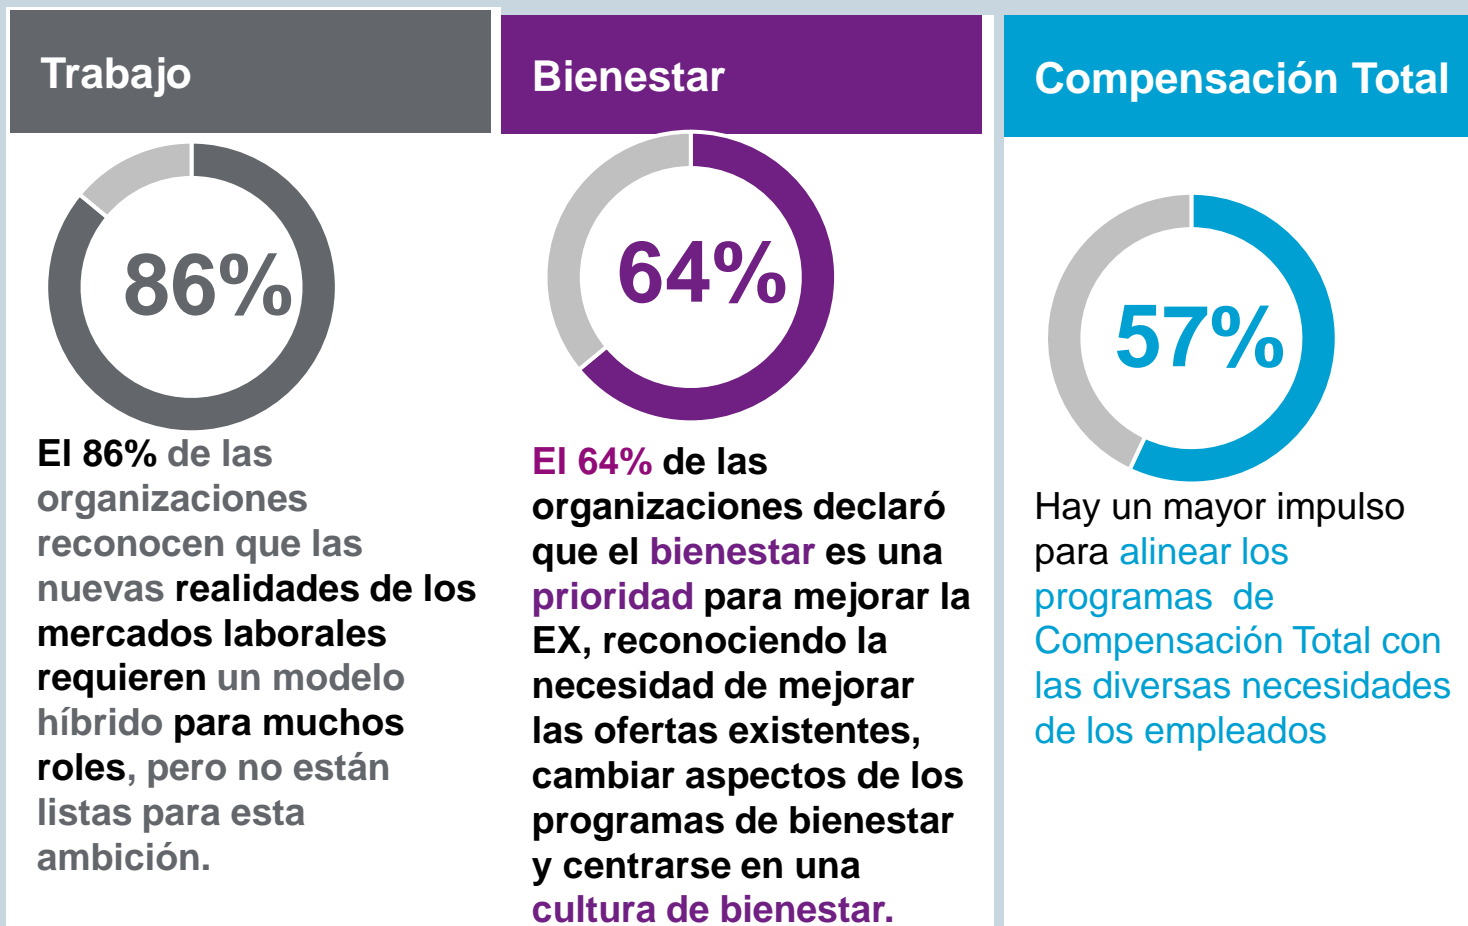 Trabajo
86%
El 86% de las
organizaciones
reconocen que las
nuevas realidades de los
mercados laborales
requieren un modelo
híbrido para muchos
roles, pero no están
listas para esta
ambición.
Bienestar
64%
El 64% de las
organizaciones declaró
que el bienestar es una
prioridad para mejorar la
EX, reconociendo la
necesidad de mejorar
las ofertas existentes,
cambiar aspectos de los
programas de bienestar
y centrarse en una
cultura de bienestar.
Compensación Total
57%
Hay un mayor impulso
para alinear los
programas  de
Compensación Total con
las diversas necesidades
de los empleados